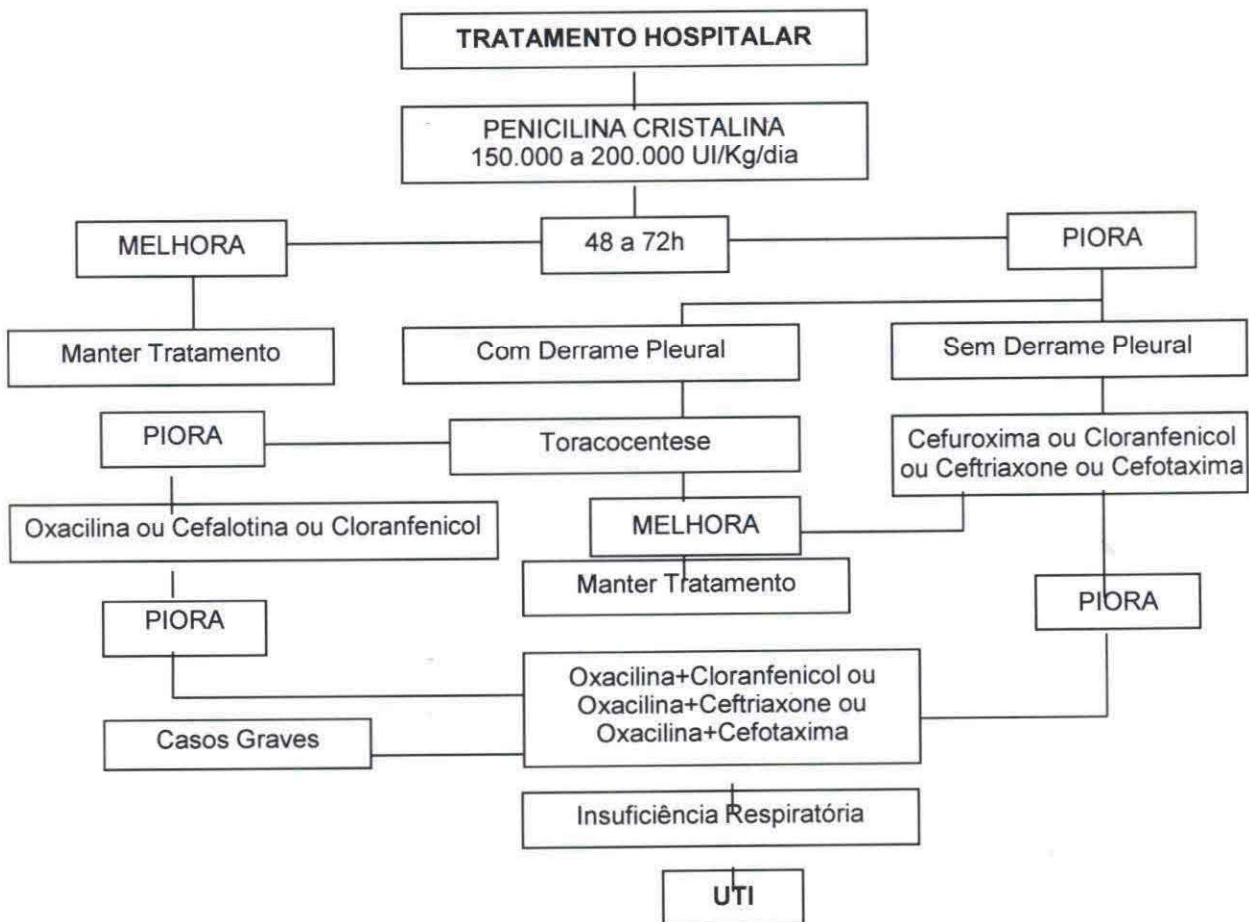 TRATAMENTO HOSPITALAR
PENICILINA CRISTALINA
150.000 a 200.000 UI/Kg/dia
MELHORA
48 a 72h
PIORA
Manter Tratamento
Com Derrame Pleural
Sem Derrame Pleural
PIORA
Toracocentese
Cefuroxima ou Cloranfenicol
ou Ceftriaxone ou Cefotaxima
Oxacilina ou Cefalotina ou Cloranfenicol
MELHORA
Manter Tratamento
PIORA
PIORA
Oxacilina+Cloranfenicol ou
Oxacilina+Ceftriaxone ou
Oxacilina+Cefotaxima
Casos Graves
Insuficiência Respiratória
UTI